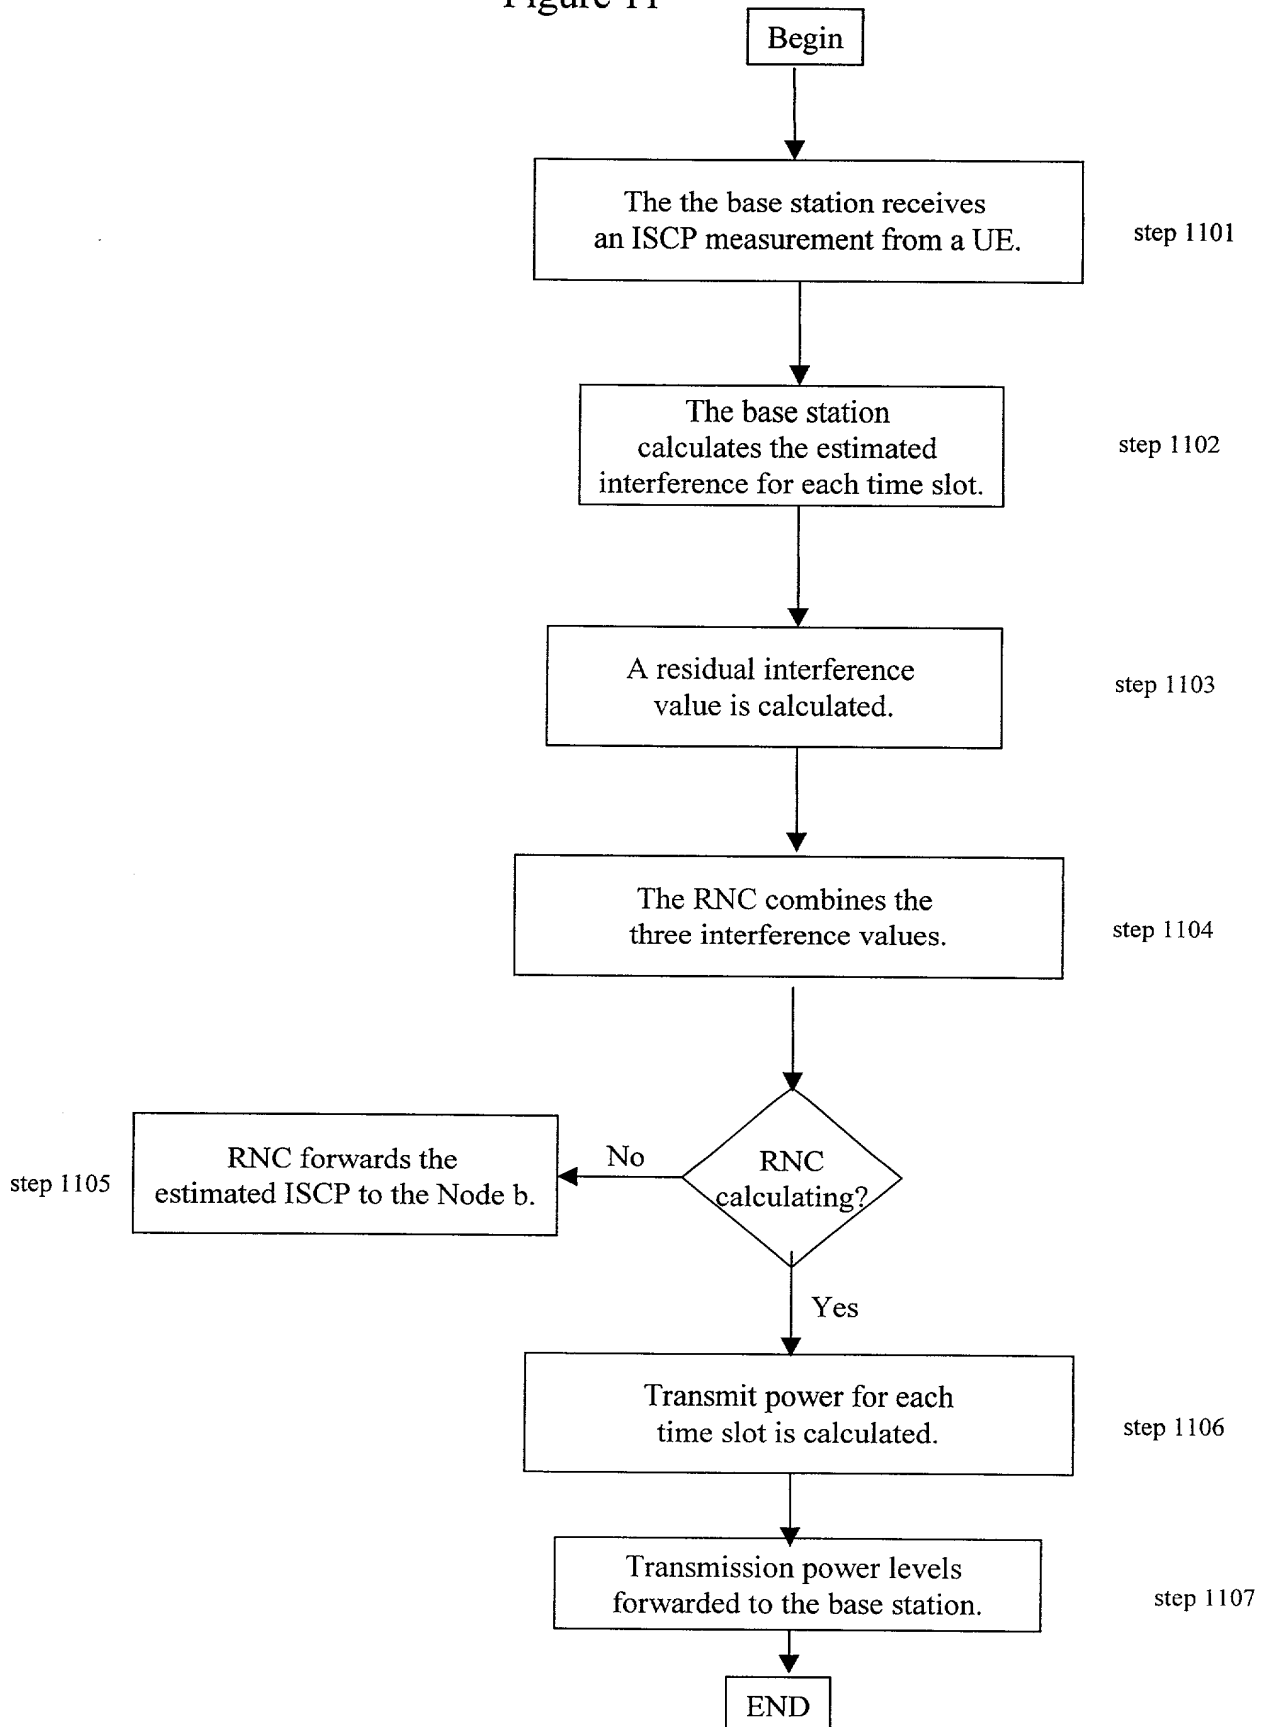 Figure 11
Begin
The the base station receives
an ISCP measurement from a UE.
step 1101
The base station
calculates the estimated
interference for each time slot.
step 1102
A residual interference
value is calculated.
step 1103
The RNC combines the
three interference values.
step 1104
step 1105
RNC forwards the
estimated ISCP to the Node b.
No
RNC
calculating?
Yes
Transmit power for each
time slot is calculated.
step 1106
Transmission power levels
forwarded to the base station.
step 1107
END